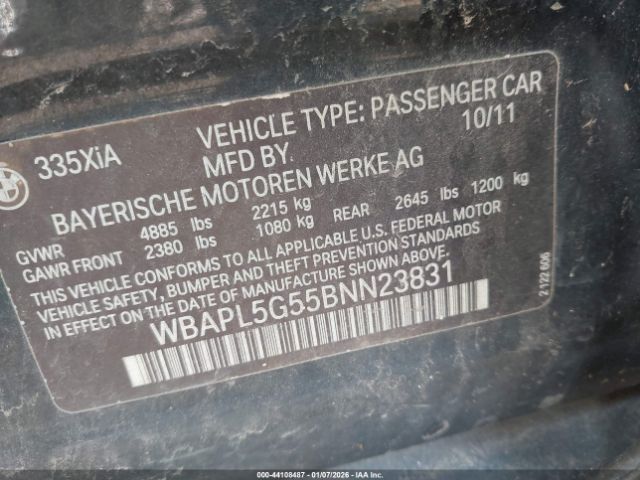 335XiA
VEHICLE TYPE: PASSENGER CAR
10/11
MFD BY
BAYERISCHE MOTOREN WERKE AG
GVWR 4885 lbs 2215 kg
GAWR FRONT 2380 lbs 1080 kg REAR 2645 lbs 1200 kg
THIS VEHICLE CONFORMS TO ALL APPLICABLE U.S. FEDERAL MOTOR
VEHICLE SAFETY, BUMPER AND THEFT PREVENTION STANDARDS
IN EFFECT ON THE DATE OF MANUFACTURE SHOWN ABOVE.
WBAPL5G55BNN23831
2 122 606
000-44108487 - 01/07/2026 - IAA Inc.